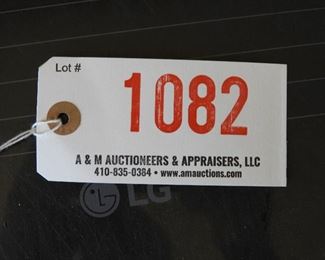 Lot #
1082
A & M AUCTIONEERS & APPRAISERS, LLC
410-835-0384 • www.amauctions.com
LG